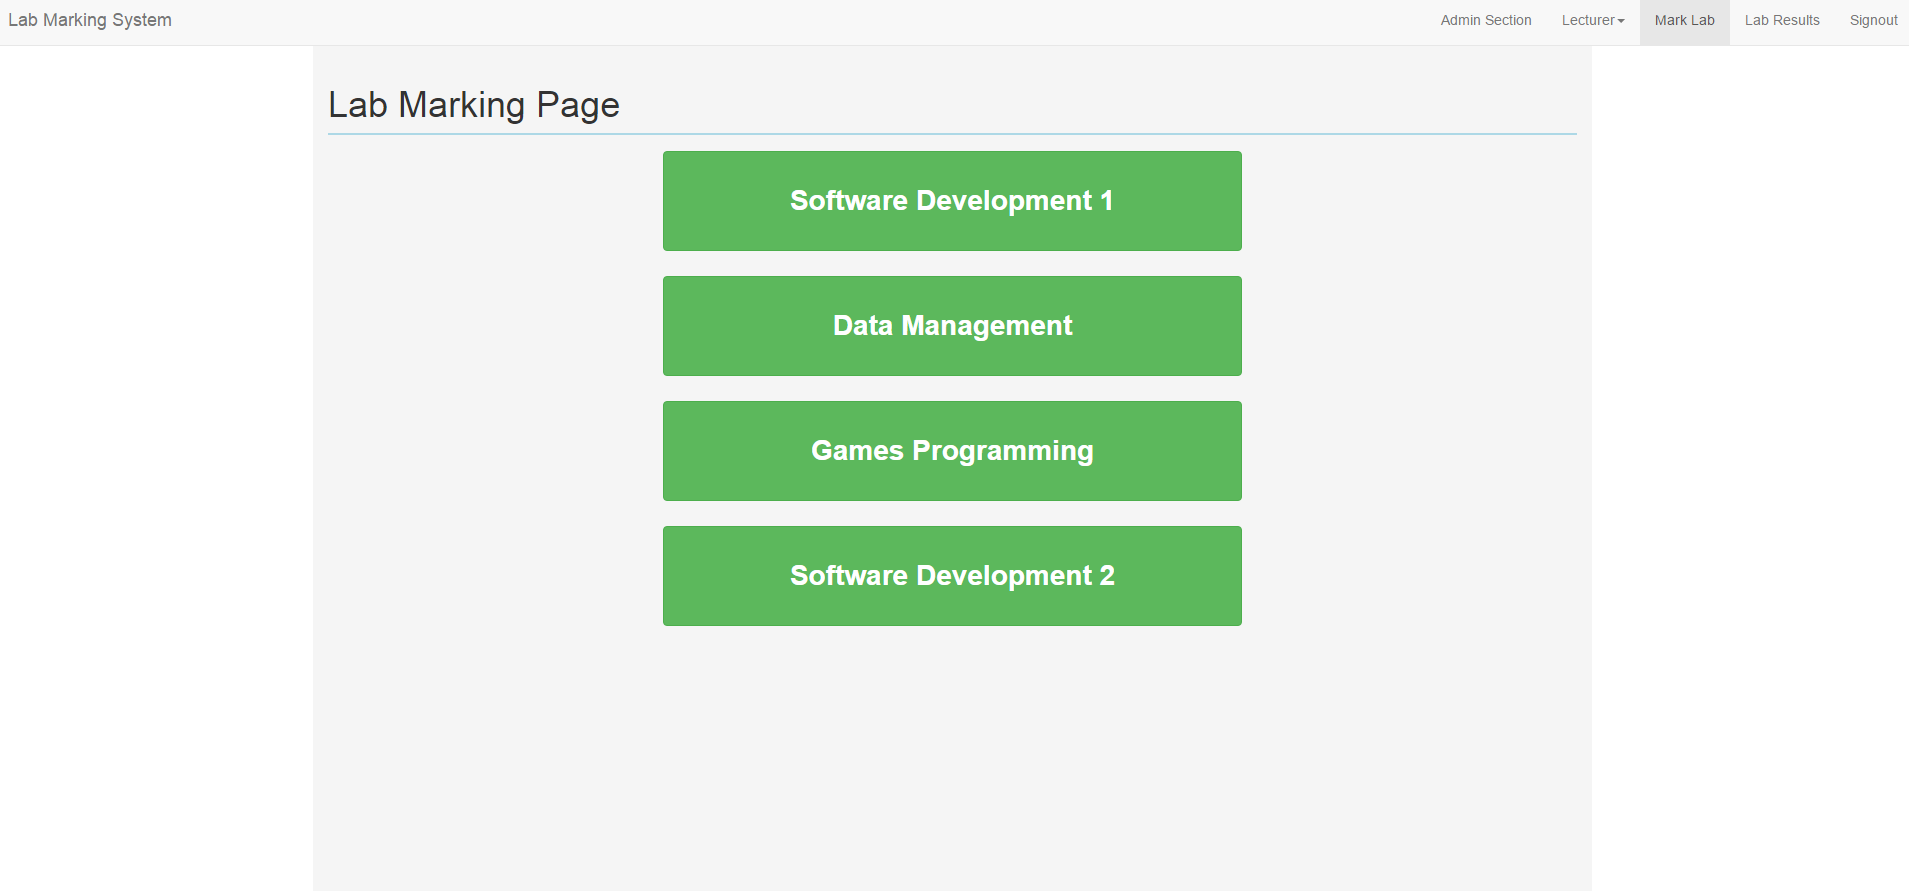 Lab Marking System Admin Section Lecturer Mark Lab Lab Results Signout
Lab Marking Page
Software Development 1
Data Management
Games Programming
Software Development 2